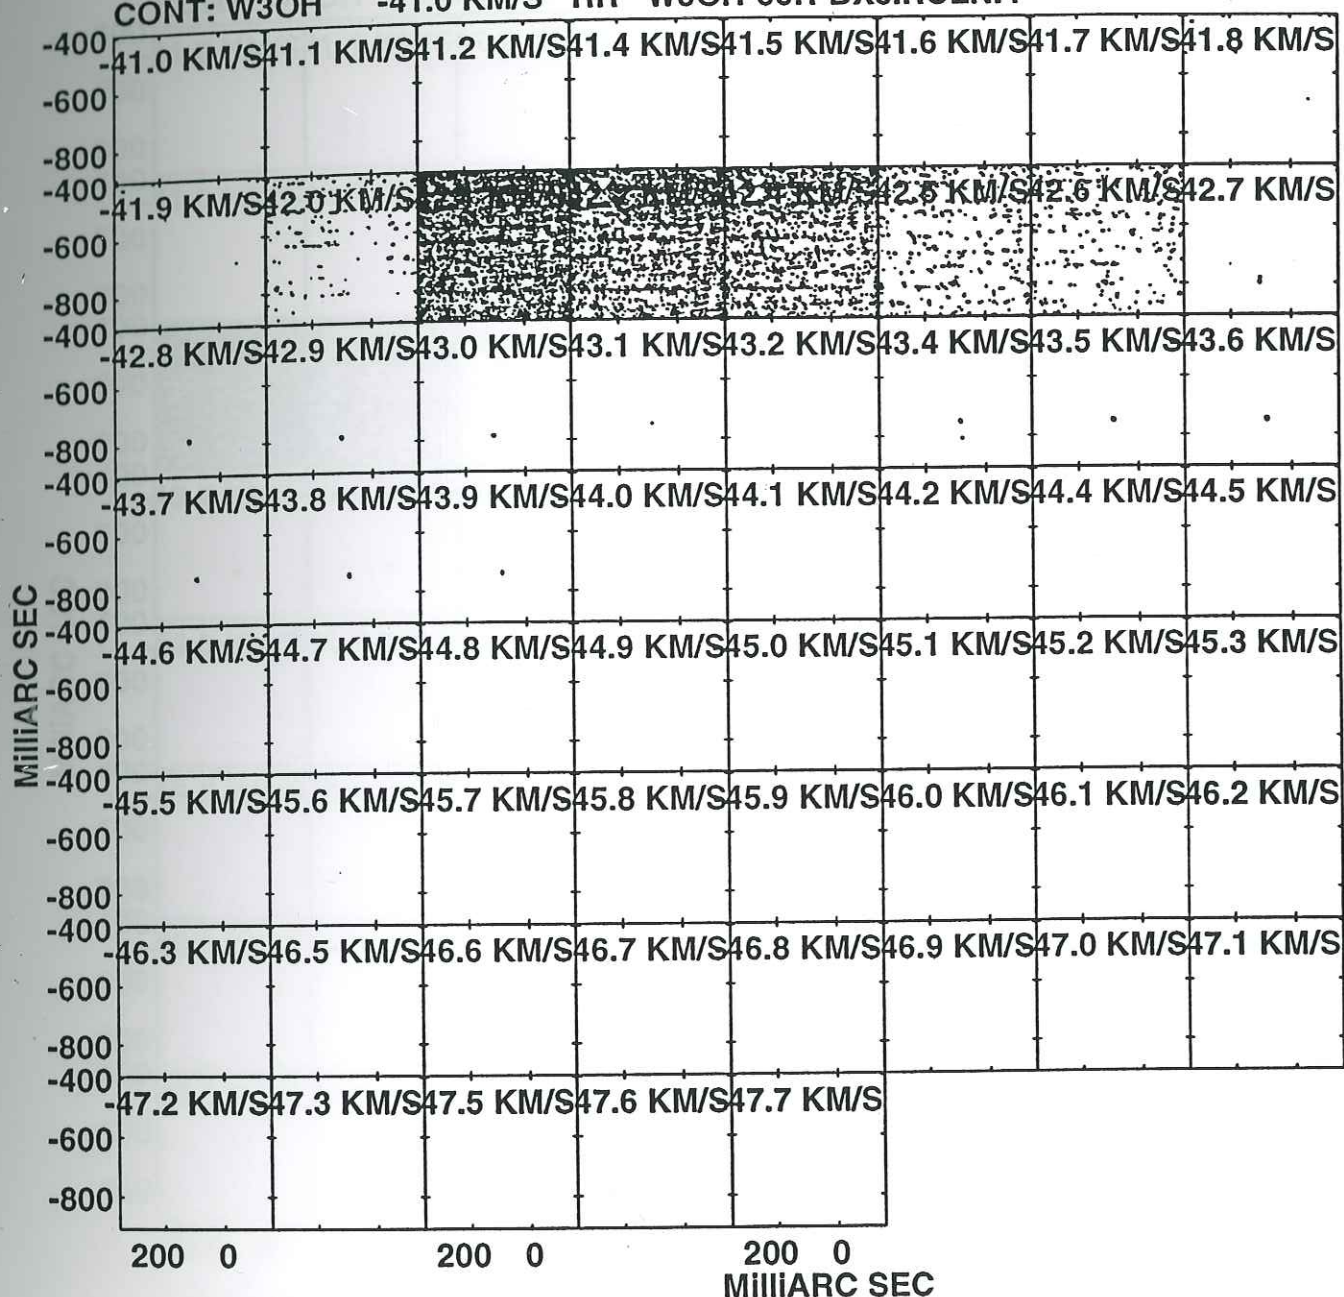 CONT: W3OH -41.0 KM/S RR
-400 -41.0 KM/S 41.1 KM/S 41.2 KM/S 41.4 KM/S 41.5 KM/S 41.6 KM/S 41.7 KM/S 41.8 KM/S
-600
-800
-400 -41.9 KM/S 42.0 KM/S KM/S 42.5 KM/S 42.6 KM/S 42.7 KM/S
-600
-800
-400 -42.8 KM/S 42.9 KM/S 43.0 KM/S 43.1 KM/S 43.2 KM/S 43.4 KM/S 43.5 KM/S 43.6 KM/S
-600
-800
-400 -43.7 KM/S 43.8 KM/S 43.9 KM/S 44.0 KM/S 44.1 KM/S 44.2 KM/S 44.4 KM/S 44.5 KM/S
-600
-800
-400 -44.6 KM/S 44.7 KM/S 44.8 KM/S 44.9 KM/S 45.0 KM/S 45.1 KM/S 45.2 KM/S 45.3 KM/S
-600
-800
-400 -45.5 KM/S 45.6 KM/S 45.7 KM/S 45.8 KM/S 45.9 KM/S 46.0 KM/S 46.1 KM/S 46.2 KM/S
-600
-800
-400 -46.3 KM/S 46.5 KM/S 46.6 KM/S 46.7 KM/S 46.8 KM/S 46.9 KM/S 47.0 KM/S 47.1 KM/S
-600
-800
-400 -47.2 KM/S 47.3 KM/S 47.5 KM/S 47.6 KM/S 47.7 KM/S
-600
-800
200 0 200 0 200 0
MilliARC SEC
MilliARC SEC